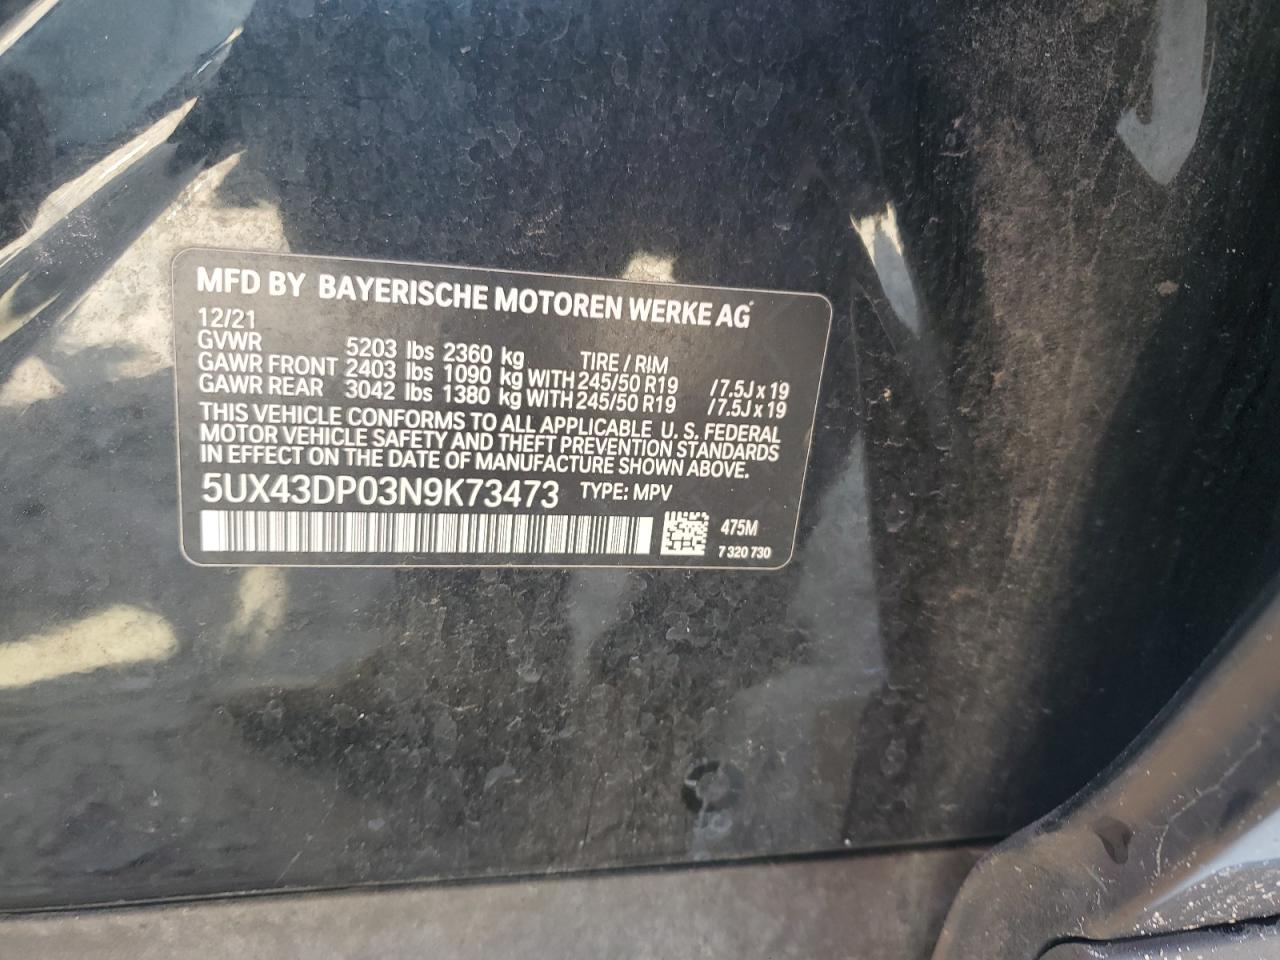 MFD BY BAYERISCHE MOTOREN WERKE AG
12/21
GVWR 5203 lbs 2360 kg TIRE / RIM
GAWR FRONT 2403 lbs 1090 kg WITH 245/50 R19 /7.5J x 19
GAWR REAR 3042 lbs 1380 kg WITH 245/50 R19 /7.5J x 19
THIS VEHICLE CONFORMS TO ALL APPLICABLE U.S. FEDERAL
MOTOR VEHICLE SAFETY AND THEFT PREVENTION STANDARDS
IN EFFECT ON THE DATE OF MANUFACTURE SHOWN ABOVE.
5UX43DP03N9K73473 TYPE: MPV
475M
7 320 730